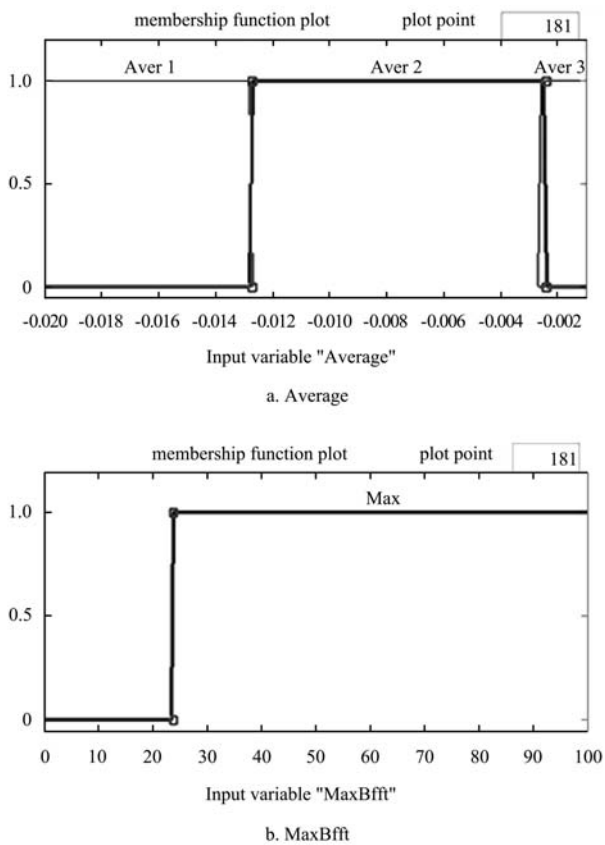 membership function plot plot point 181
Aver 1 Aver 2 Aver 3
1.0
0.5
0
-0.020 -0.018 -0.016 -0.014 -0.012 -0.010 -0.008 -0.006 -0.004 -0.002
Input variable "Average"
a. Average
membership function plot plot point 181
Max
1.0
0.5
0
0 10 20 30 40 50 60 70 80 90 100
Input variable "MaxBfft"
b. MaxBfft